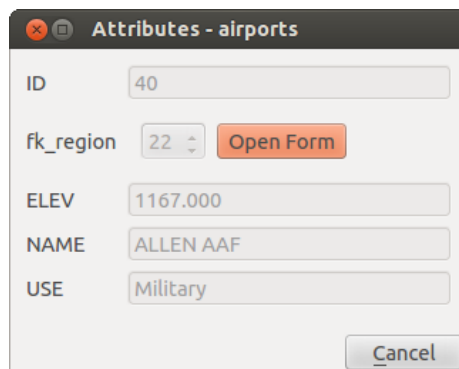 Attributes - airports
ID 40
fk_region 22 Open Form
ELEV 1167.000
NAME ALLEN AAF
USE Military
Cancel